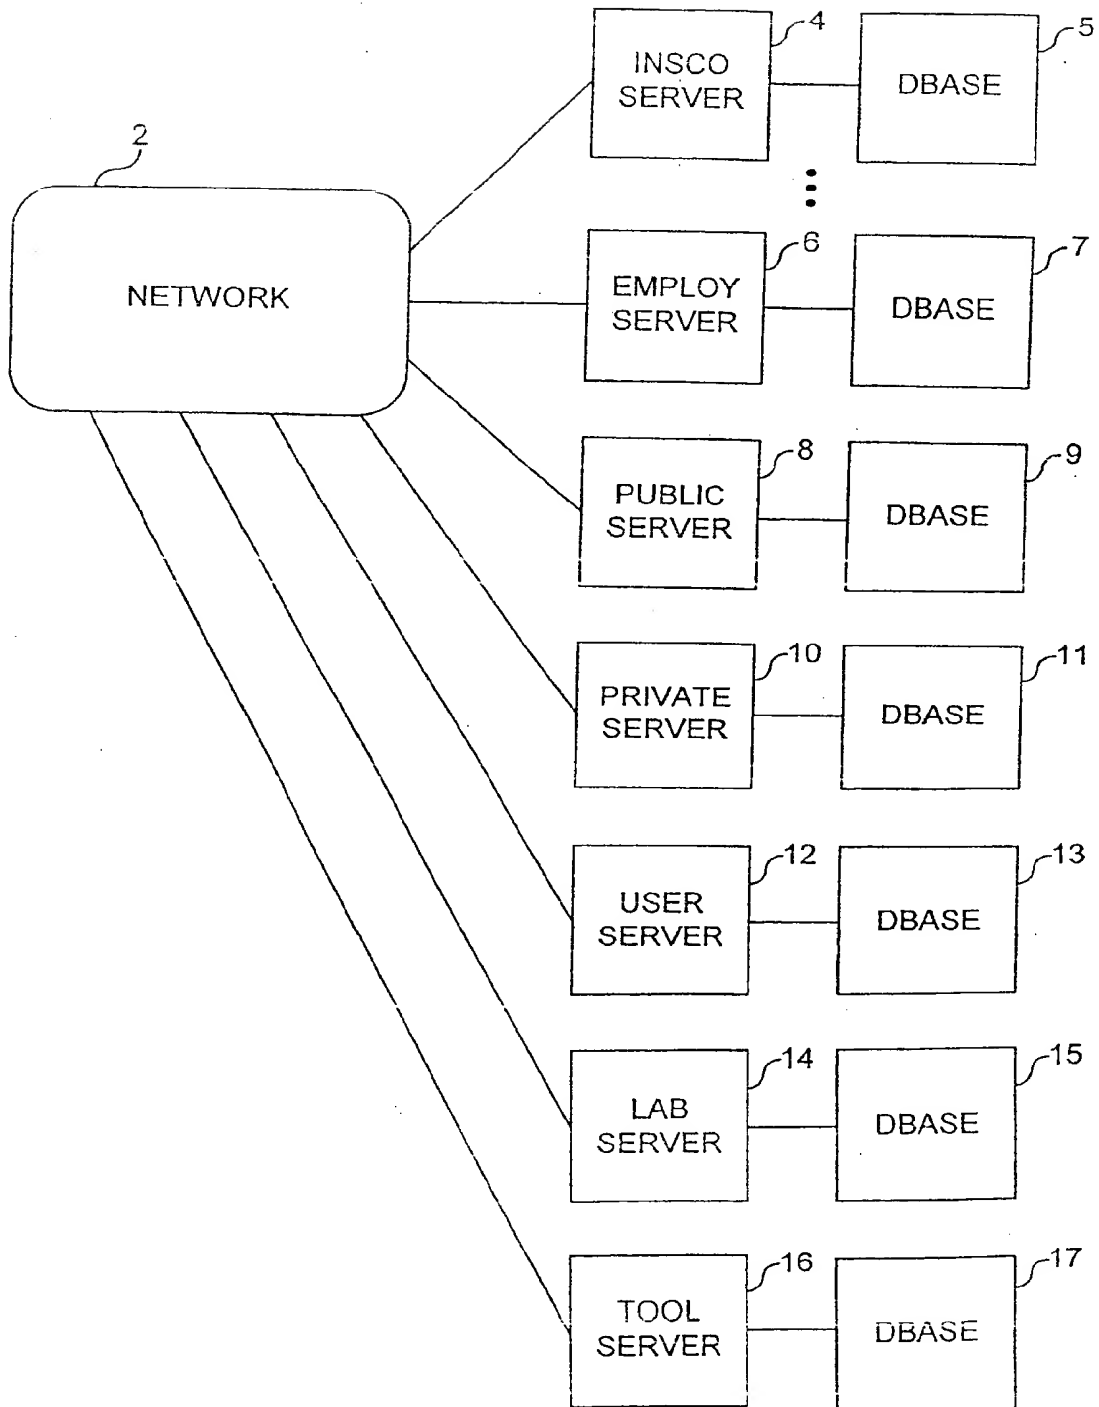 4
5
INSCO
SERVER
DBASE
2
NETWORK
6
7
EMPLOY
SERVER
DBASE
8
9
PUBLIC
SERVER
DBASE
10
11
PRIVATE
SERVER
DBASE
12
13
USER
SERVER
DBASE
14
15
LAB
SERVER
DBASE
16
17
TOOL
SERVER
DBASE